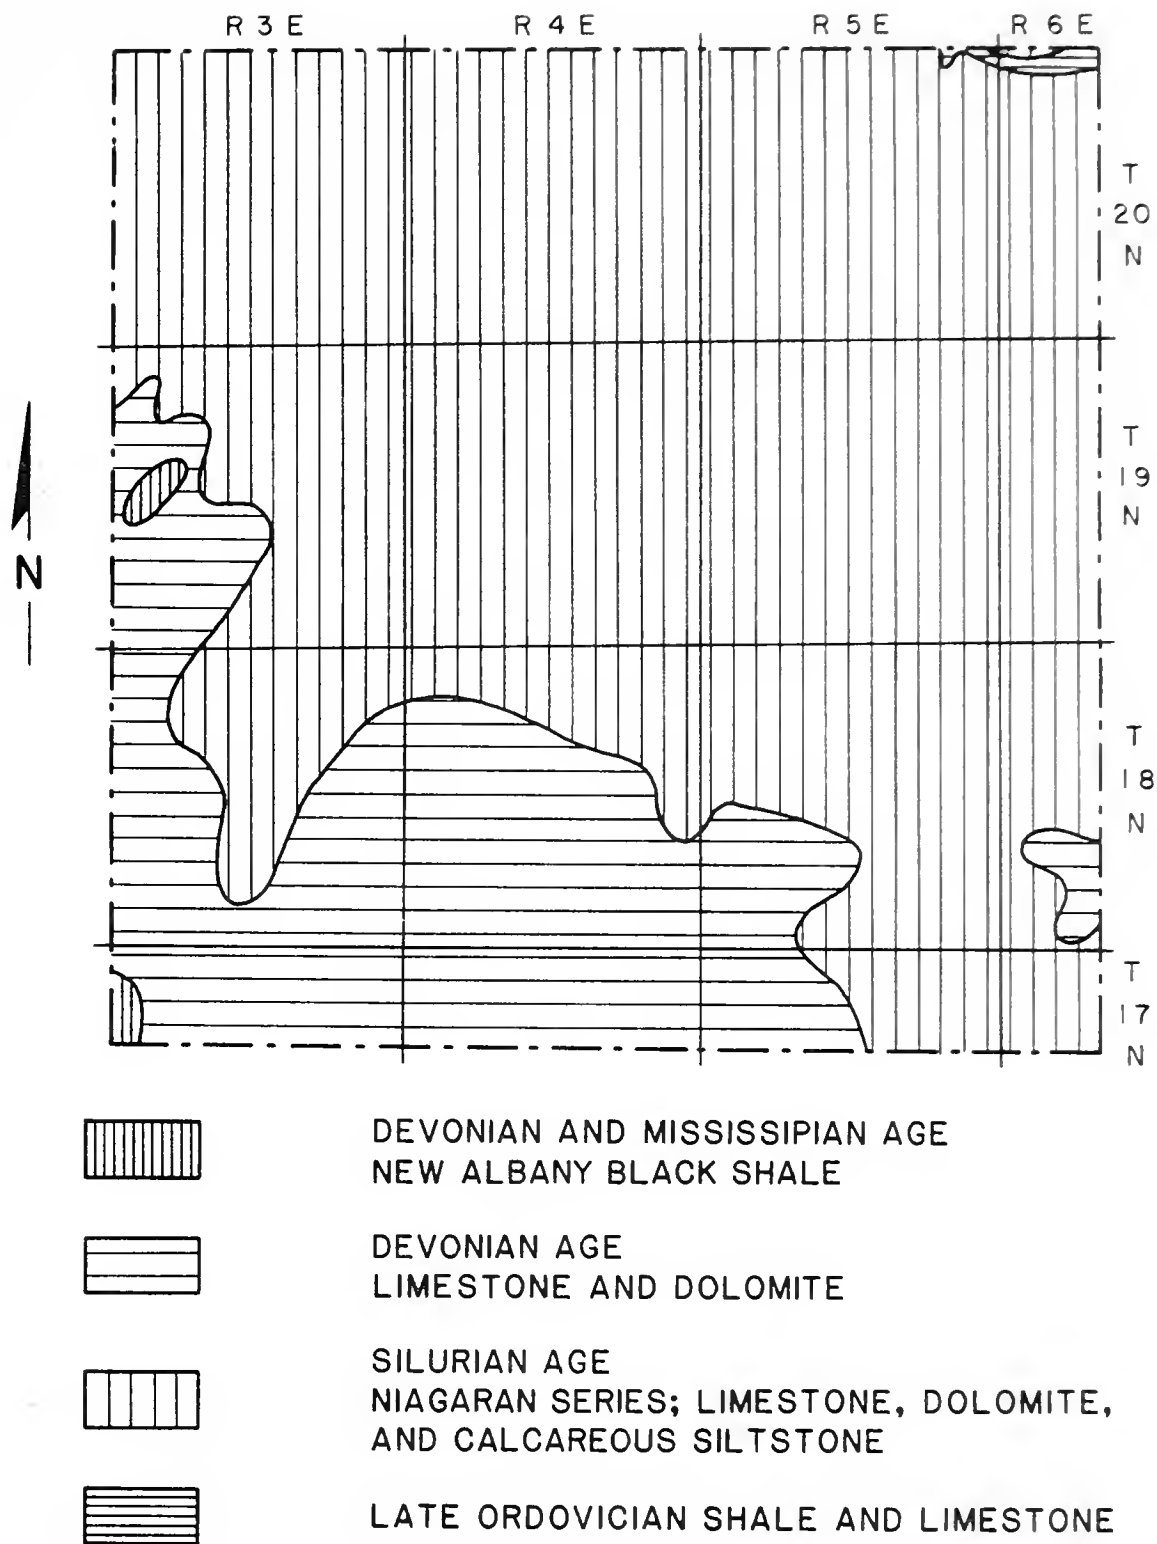 R 3 E R 4 E R 5 E R 6 E
T
20
N
T
19
N
N
T
18
N
T
17
N
DEVONIAN AND MISSISSIPIAN AGE
NEW ALBANY BLACK SHALE
DEVONIAN AGE
LIMESTONE AND DOLOMITE
SILURIAN AGE
NIAGARAN SERIES; LIMESTONE, DOLOMITE,
AND CALCAREOUS SILTSTONE
LATE ORDOVICIAN SHALE AND LIMESTONE